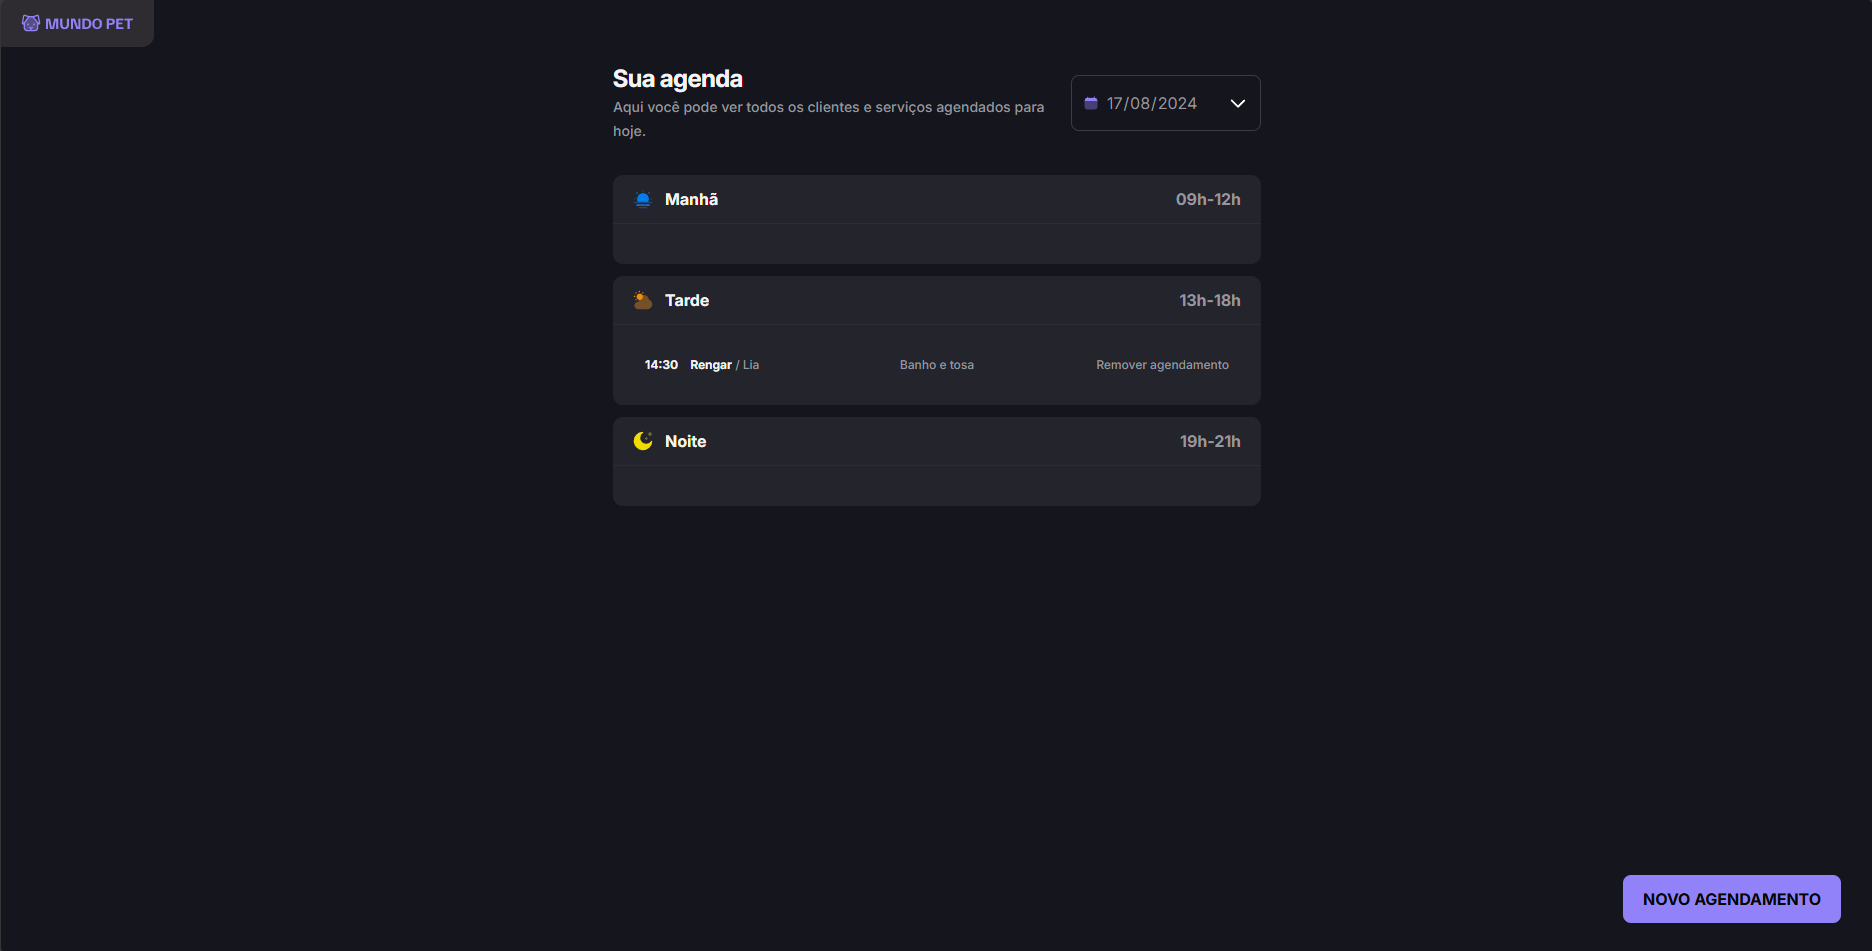 MUNDO PET
Sua agenda
Aqui você pode ver todos os clientes e serviços agendados para
hoje.
17/08/2024
Manhã 09h-12h
Tarde 13h-18h
14:30 Rengar / Lia Banho e tosa Remover agendamento
Noite 19h-21h
NOVO AGENDAMENTO